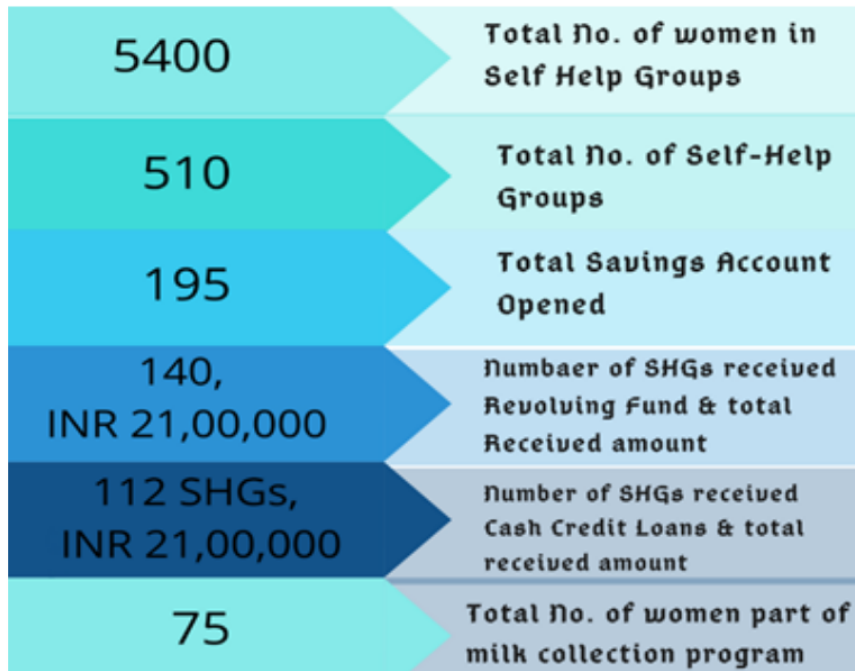 5400
Total No. of women in
Self Help Groups
510
Total No. of Self-Help
Groups
195
Total Savings Account
Opened
140,
INR 21,00,000
Numbaer of SHGs received
Revolving Fund & total
Received amount
112 SHGs,
INR 21,00,000
Number of SHGs received
Cash Credit Loans & total
received amount
75
Total No. of women part of
milk collection program